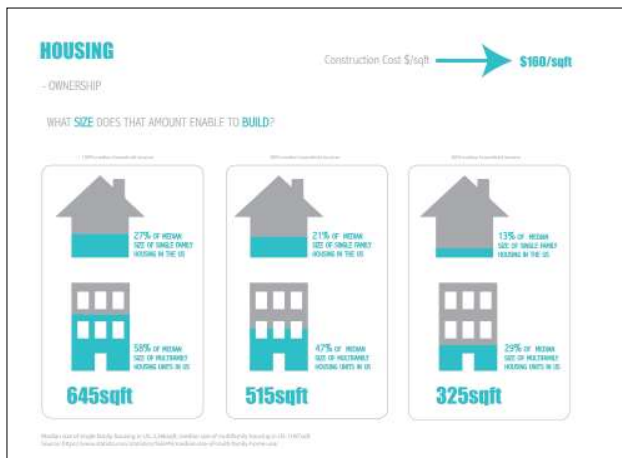 HOUSING
Construction Cost $/sqft
$160/sqft
- OWNERSHIP
WHAT SIZE DOES THAT AMOUNT ENABLE TO BUILD?
27% OF MEDIAN
SIZE OF SINGLE FAMILY
HOUSING IN THE US
58% OF MEDIAN
SIZE OF MULTIFAMILY
HOUSING UNITS IN US
645sqft
21% OF MEDIAN
SIZE OF SINGLE FAMILY
HOUSING IN THE US
47% OF MEDIAN
SIZE OF MULTIFAMILY
HOUSING UNITS IN US
515sqft
13% OF MEDIAN
SIZE OF SINGLE FAMILY
HOUSING IN THE US
29% OF MEDIAN
SIZE OF MULTIFAMILY
HOUSING UNITS IN US
325sqft